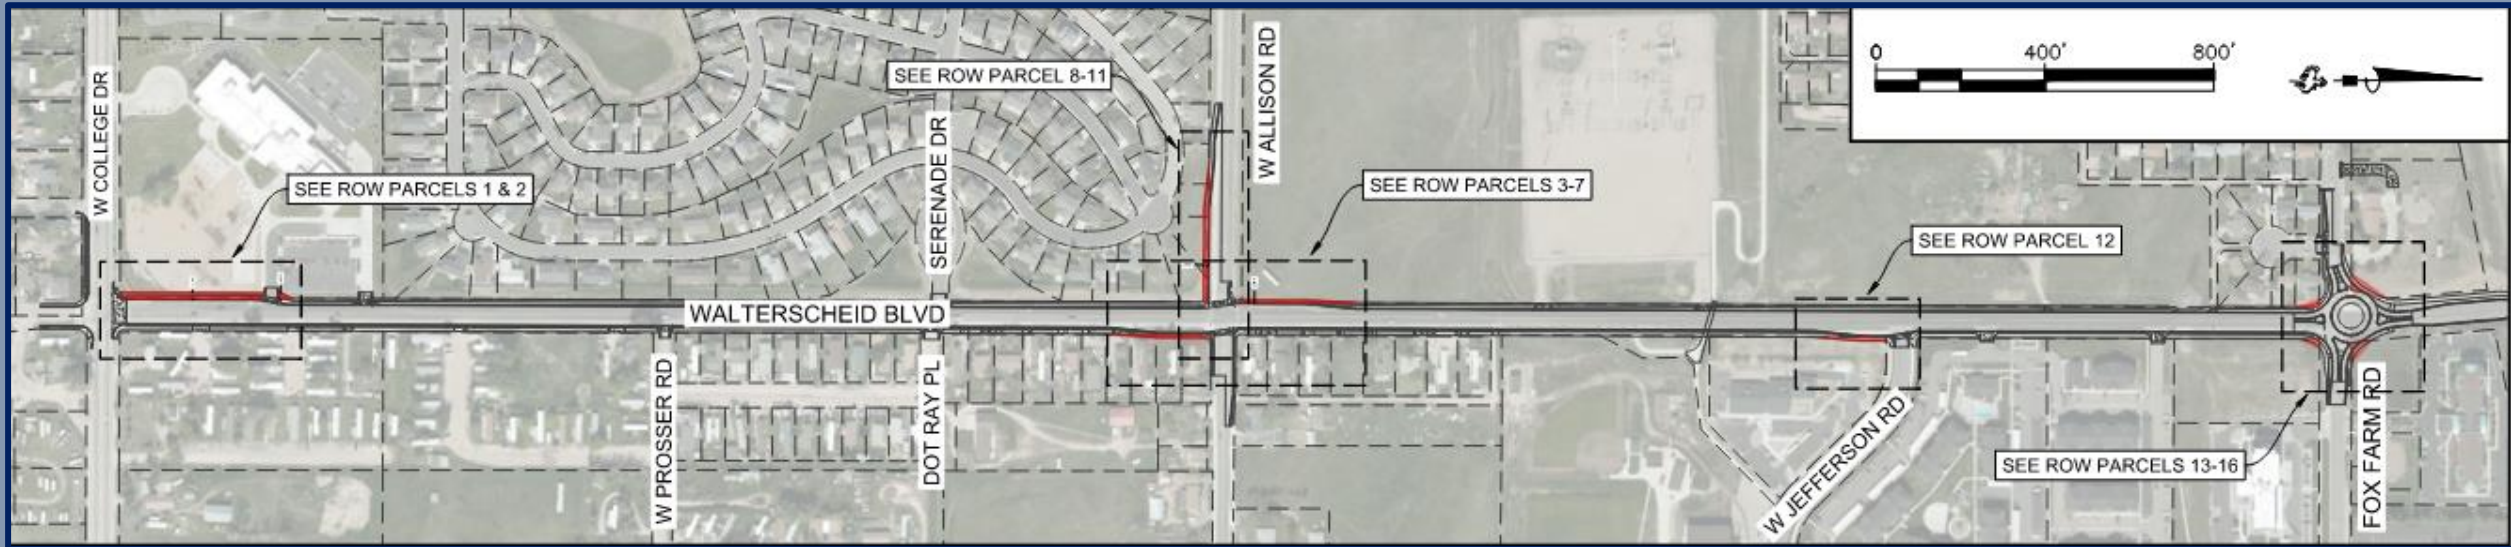 0 400' 800'
W COLLEGE DR
SEE ROW PARCELS 1 & 2
SEE ROW PARCEL 8-11
W ALLISON RD
SERENADE DR
SEE ROW PARCELS 3-7
SEE ROW PARCEL 12
WALTERSCHEID BLVD
W PROSSER RD
DOT RAY PL
W JEFFERSON RD
SEE ROW PARCELS 13-16
FOX FARM RD